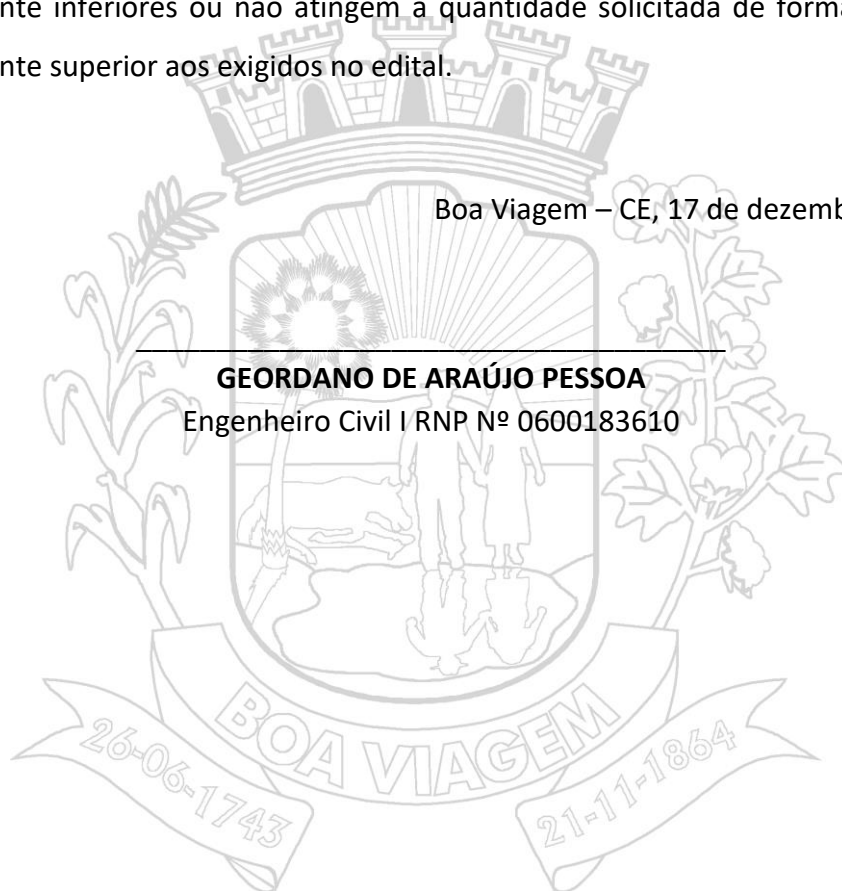 nte inferiores ou não atingem a quantidade solicitada de forma
nte superior aos exigidos no edital.
Boa Viagem – CE, 17 de dezemb
GEORDANO DE ARAÚJO PESSOA
Engenheiro Civil I RNP Nº 0600183610
26-06-1743
BOA VIAGEM
21-11-1864